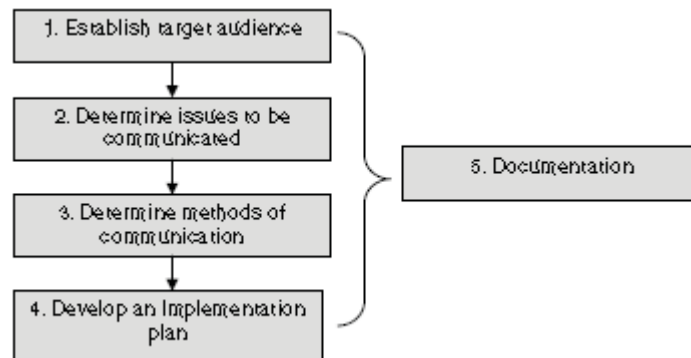 1. Establish target audience
2. Determine issues to be
communicated
3. Determine methods of
communication
4. Develop an Implementation
plan
5. Documentation